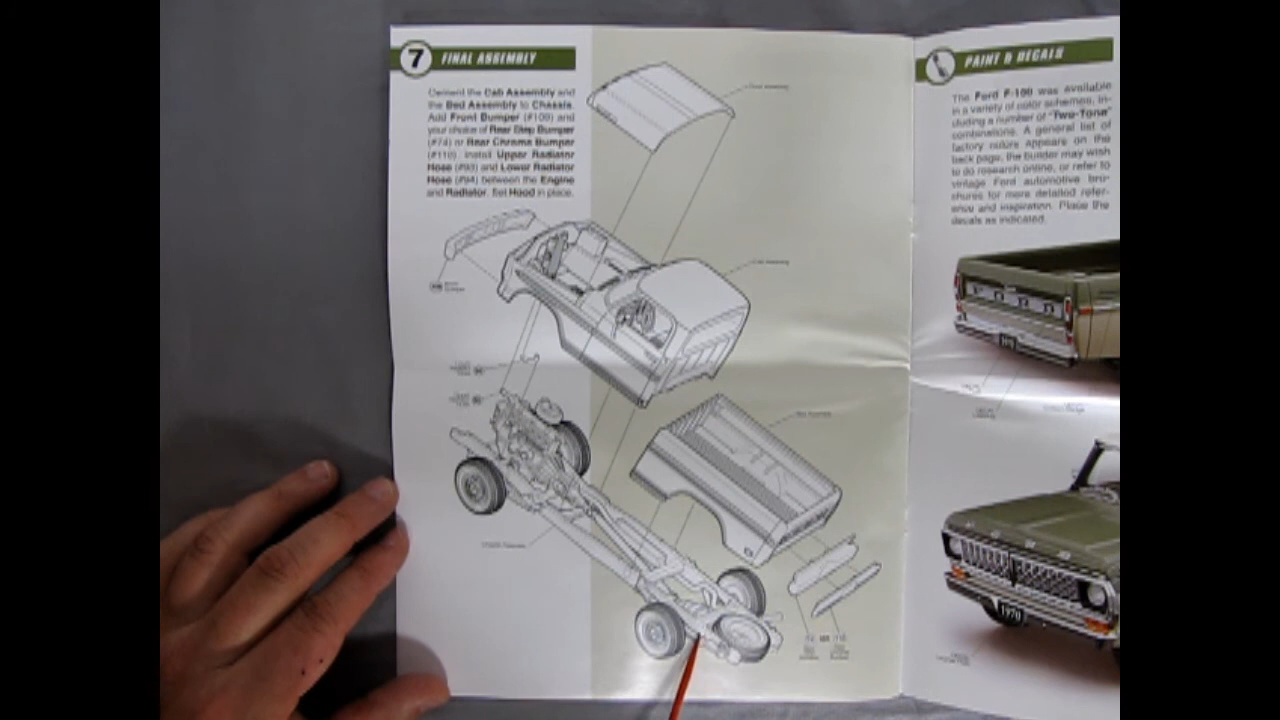 7 FINAL ASSEMBLY
Cement the Cab Assembly and
the Bed Assembly to Chassis.
Add Front Bumper (#109) and
your choice of Rear Step Bumper
(#74) or Rear Chrome Bumper
(#110). Install Upper Radiator
Hose (#93) and Lower Radiator
Hose (#94) between the Engine
and Radiator. Set Hood in place.
PAINT & DECALS
The Ford F-100 was available
in a variety of color schemes, in-
cluding a number of "Two-Tone"
combinations. A general list of
factory colors appears on the
back page, the builder may wish
to do research online, or refer to
vintage Ford automotive bro-
chures for more detailed refer-
ence and inspiration. Place the
decals as indicated.
FORD
1970
1970